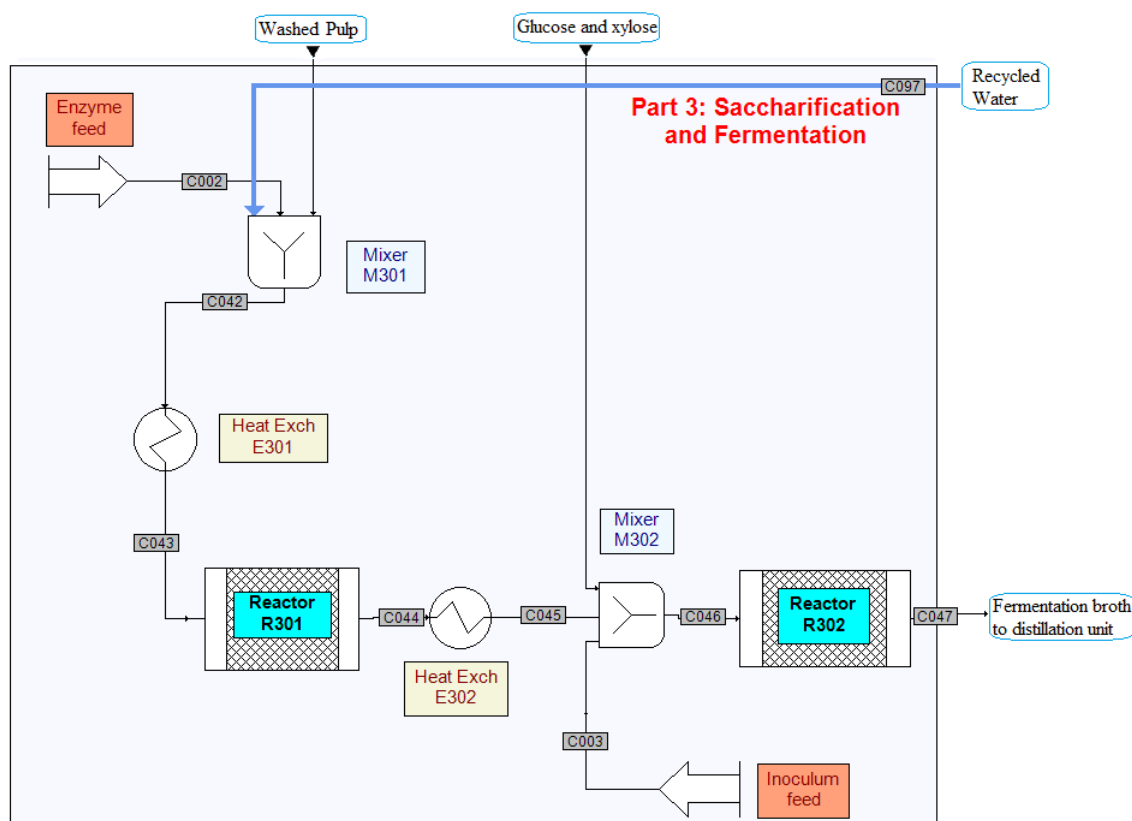 Washed Pulp
Glucose and xylose
C097
Recycled
Water
Enzyme
feed
Part 3: Saccharification
and Fermentation
C002
Mixer
M301
C042
Heat Exch
E301
C043
Mixer
M302
Reactor
R301
C044
C045
C046
Reactor
R302
C047
Fermentation broth
to distillation unit
Heat Exch
E302
C003
Inoculum
feed